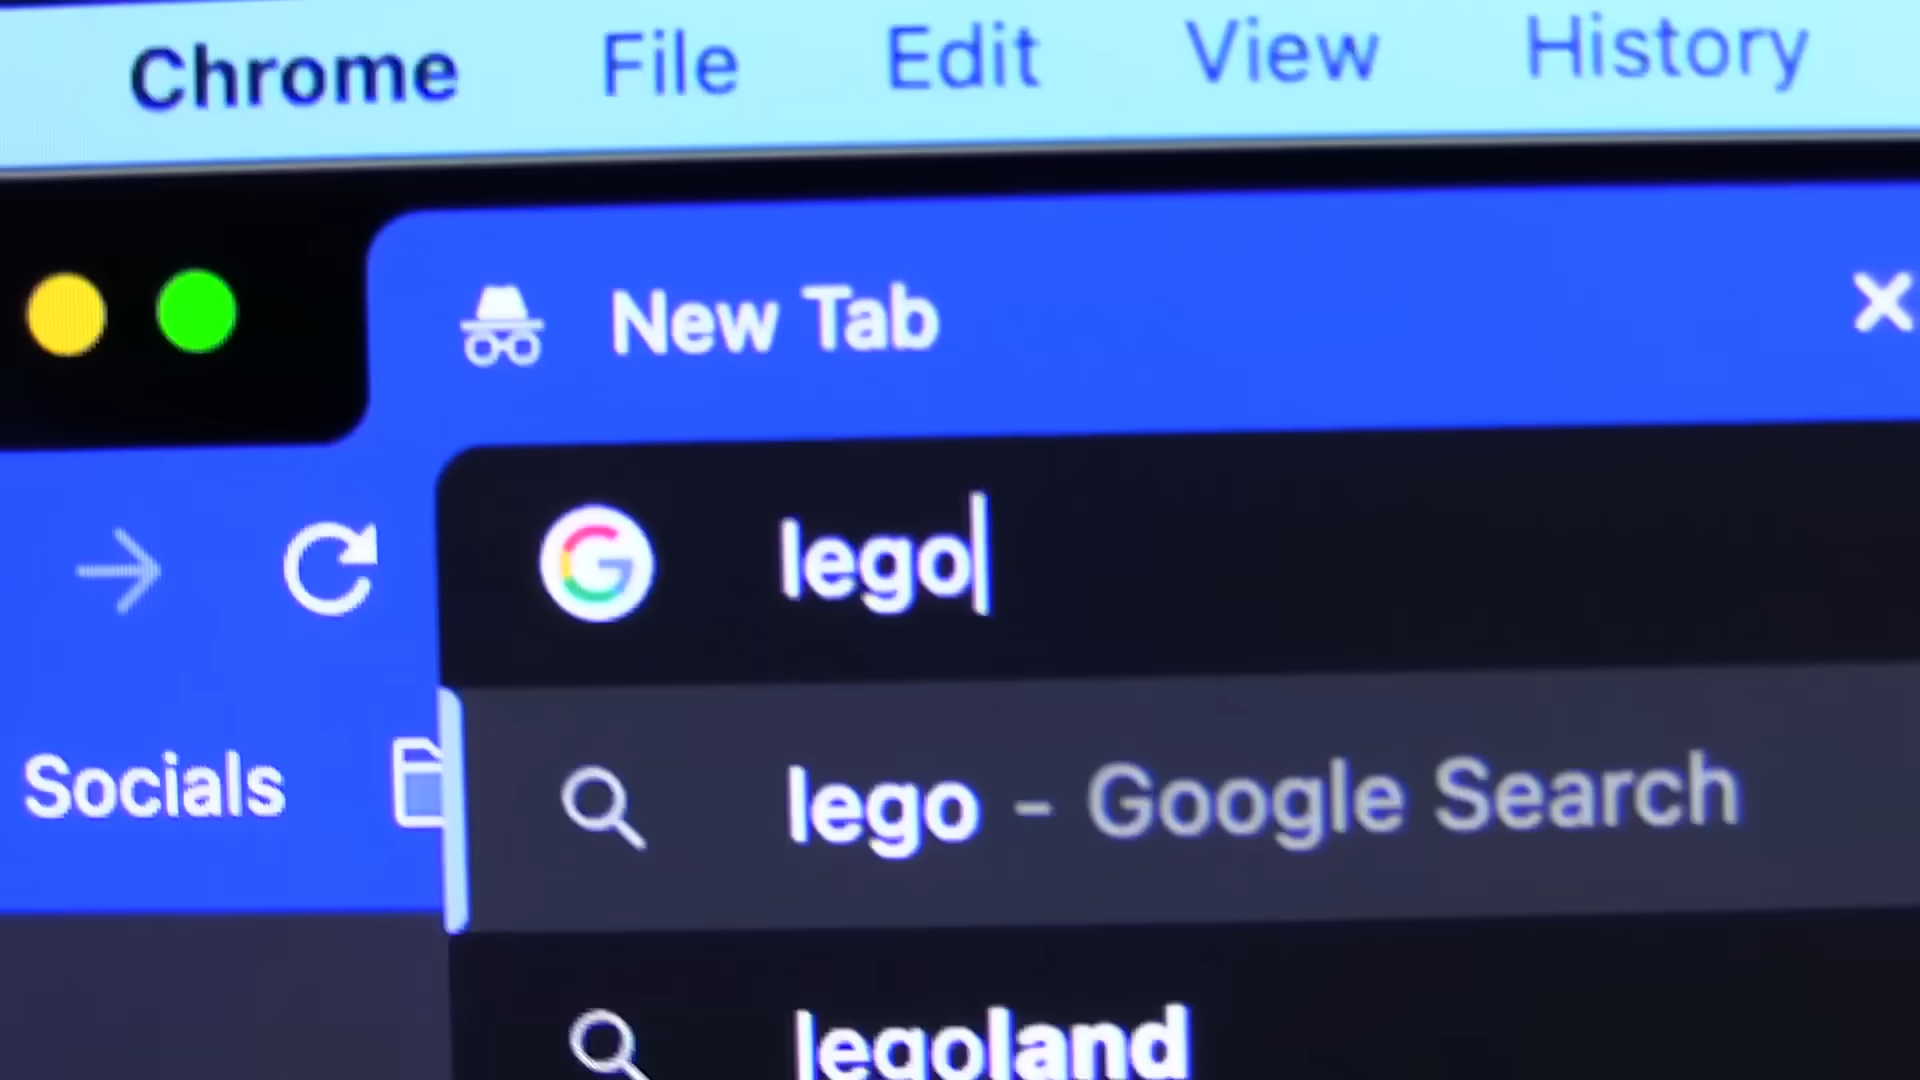 Chrome File Edit View History
New Tab
lego
Socials
lego - Google Search
legoland